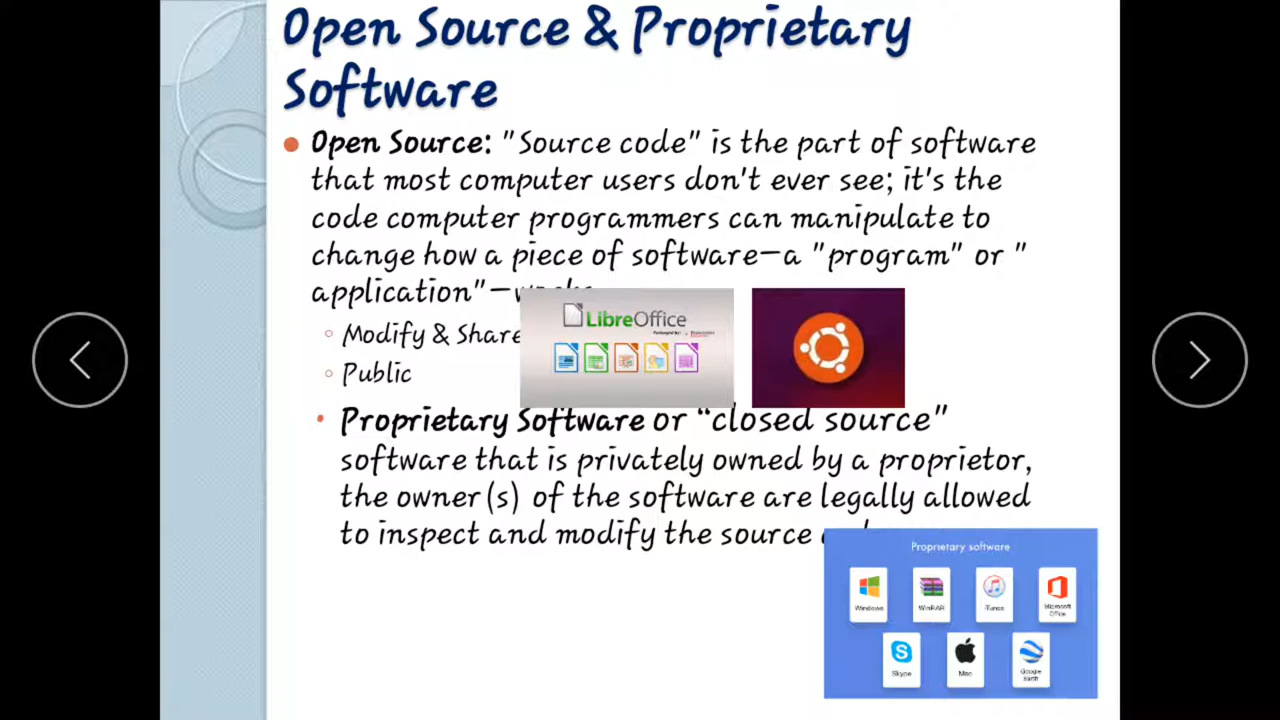 Open Source & Proprietary
Software
Open Source: "Source code" is the part of software
that most computer users don't ever see; it's the
code computer programmers can manipulate to
change how a piece of software—a "program" or "
application"—works
Modify & Share
Public
LibreOffice
Proprietary Software or “closed source”
software that is privately owned by a proprietor,
the owner(s) of the software are legally allowed
to inspect and modify the source
Proprietary software
Windows
WinRAR
iTunes
Microsoft
Office
Skype
Mac
Google
Earth